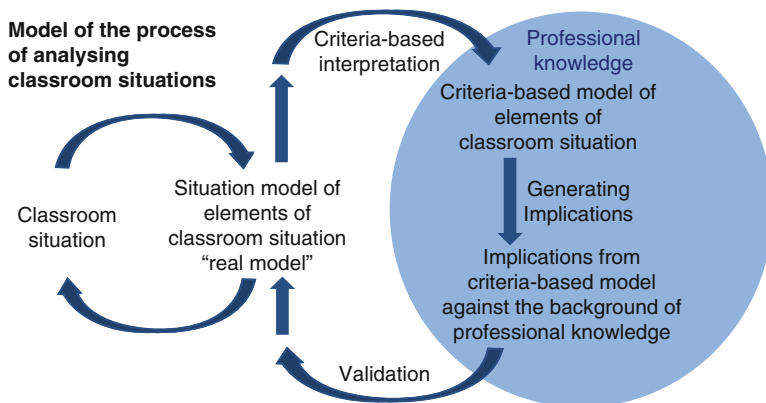 Model of the process
of analysing
classroom situations
Criteria-based
interpretation
Professional
knowledge
Criteria-based model of
elements of
classroom situation
Classroom
situation
Situation model of
elements of
classroom situation
“real model”
Generating
Implications
Implications from
criteria-based model
against the background of
professional knowledge
Validation